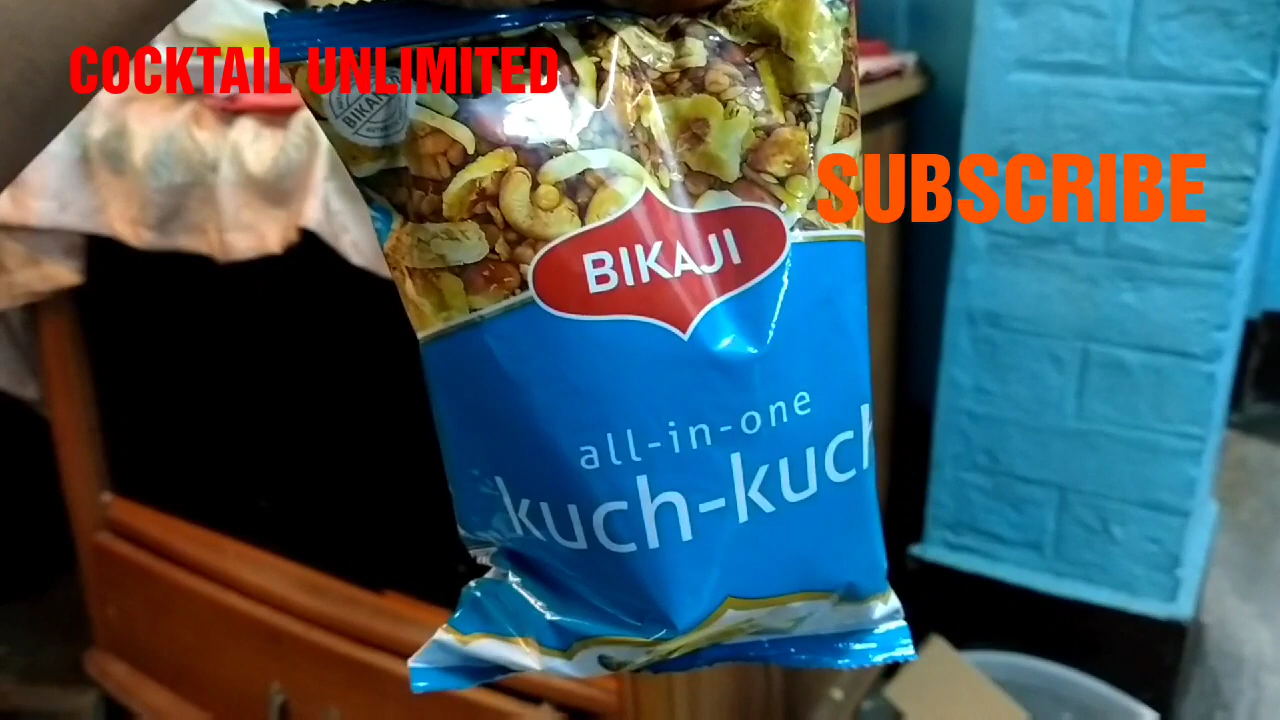 COCKTAIL UNLIMITED
SUBSCRIBE
BIKAJI
all-in-one
kuch-kuch